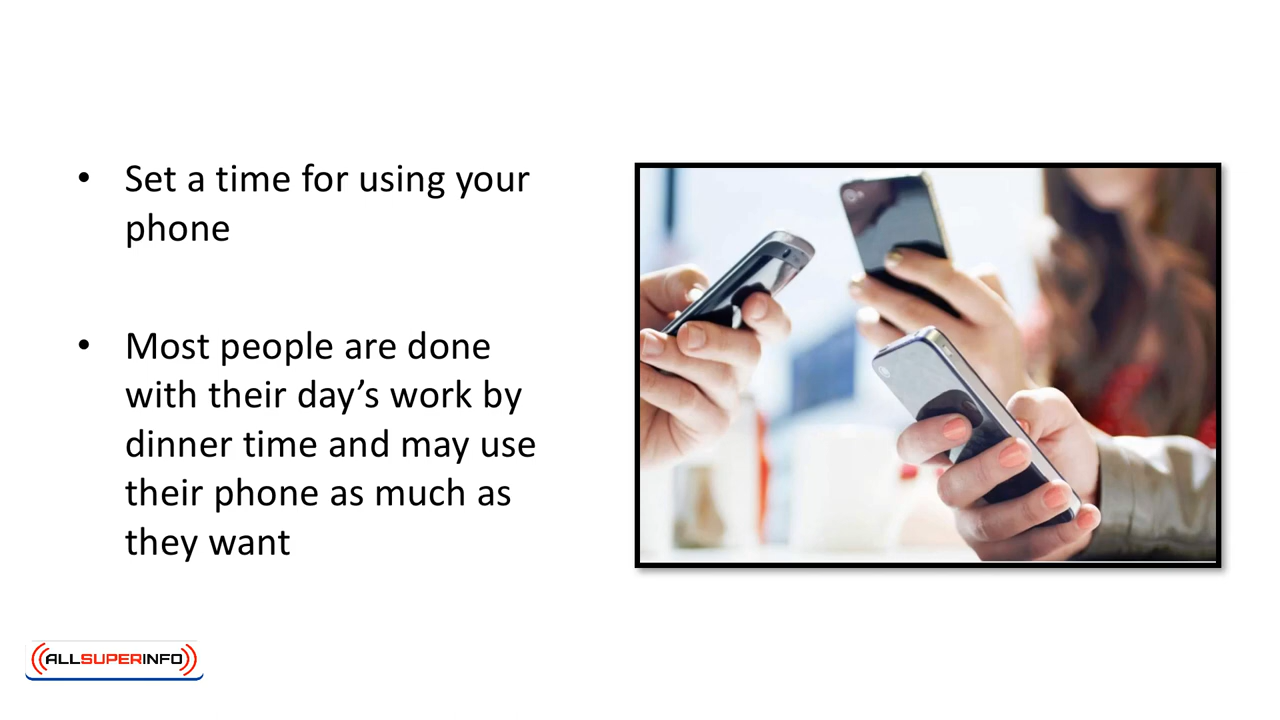 • Set a time for using your
phone
• Most people are done
with their day’s work by
dinner time and may use
their phone as much as
they want
ALLSUPERINFO